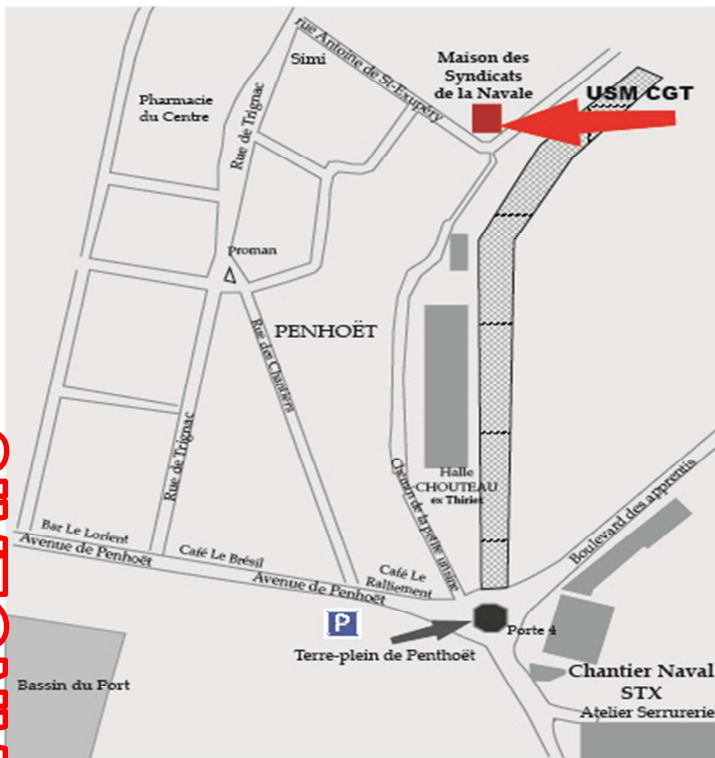 rue Antoine de St-Exupéry
Simi
Maison des
Syndicats
de la Navale
USM CGT
Pharmacie
du Centre
Rue de Trignac
Proman
PENHOËT
Rue des Chantiers
Rue de Trignac
Halle
CHOUTEAU
ex Thiriet
Chemin de la petite usine
Boulevard des apprentis
Bar Le Lorient
Avenue de Penhoët
Café Le Brésil
Avenue de Penhoët
Café Le
Ralliement
P
Porte 4
Terre-plein de Penthoët
Bassin du Port
Chantier Naval
STX
Atelier Serrurerie